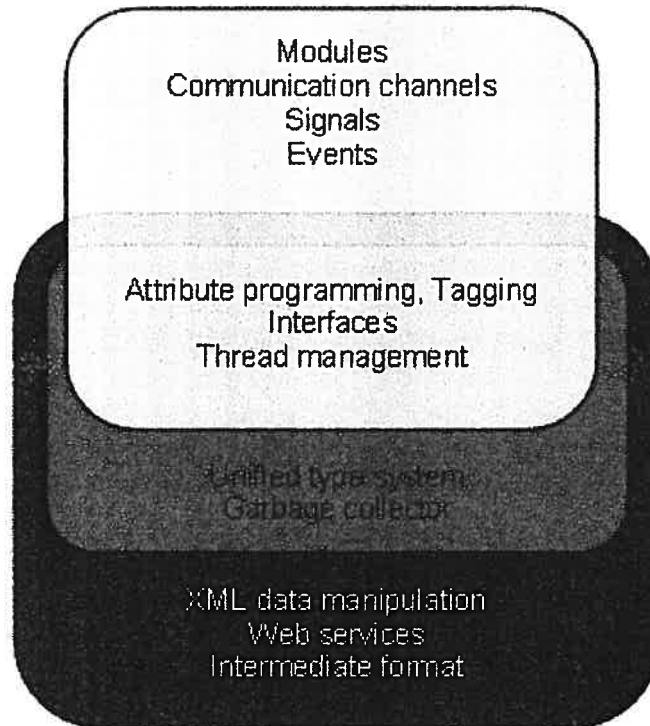 Modules
Communication channels
Signals
Events
Attribute programming, Tagging
Interfaces
Thread management
Unified type system,
Garbage collector
XML data manipulation
Web services
Intermediate format